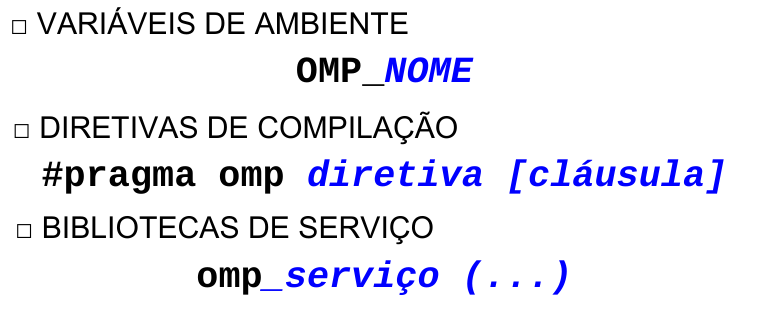 □ VARIÁVEIS DE AMBIENTE
OMP_NOME
□ DIRETIVAS DE COMPILAÇÃO
#pragma omp diretiva [cláusula]
□ BIBLIOTECAS DE SERVIÇO
omp_serviço (...)